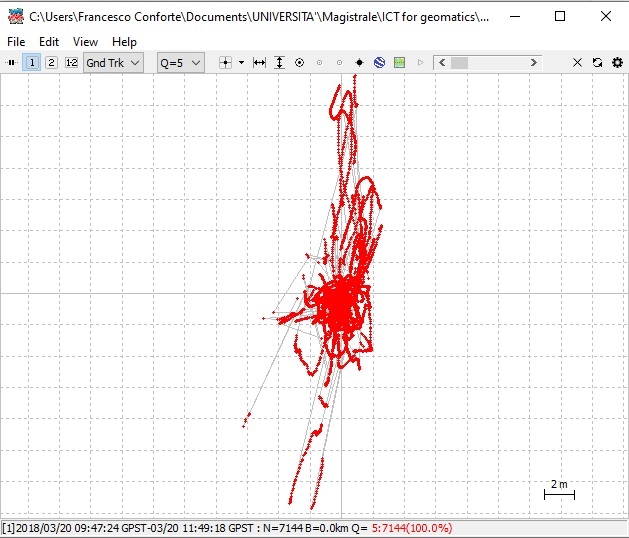 C:\Users\Francesco Conforte\Documents\UNIVERSITA'\Magistrale\ICT for geomatics\...
File Edit View Help
1 2 1-2 Gnd Trk Q=5
2 m
[1]2018/03/20 09:47:24 GPST-03/20 11:49:18 GPST : N=7144 B=0.0km Q= 5:7144(100.0%)